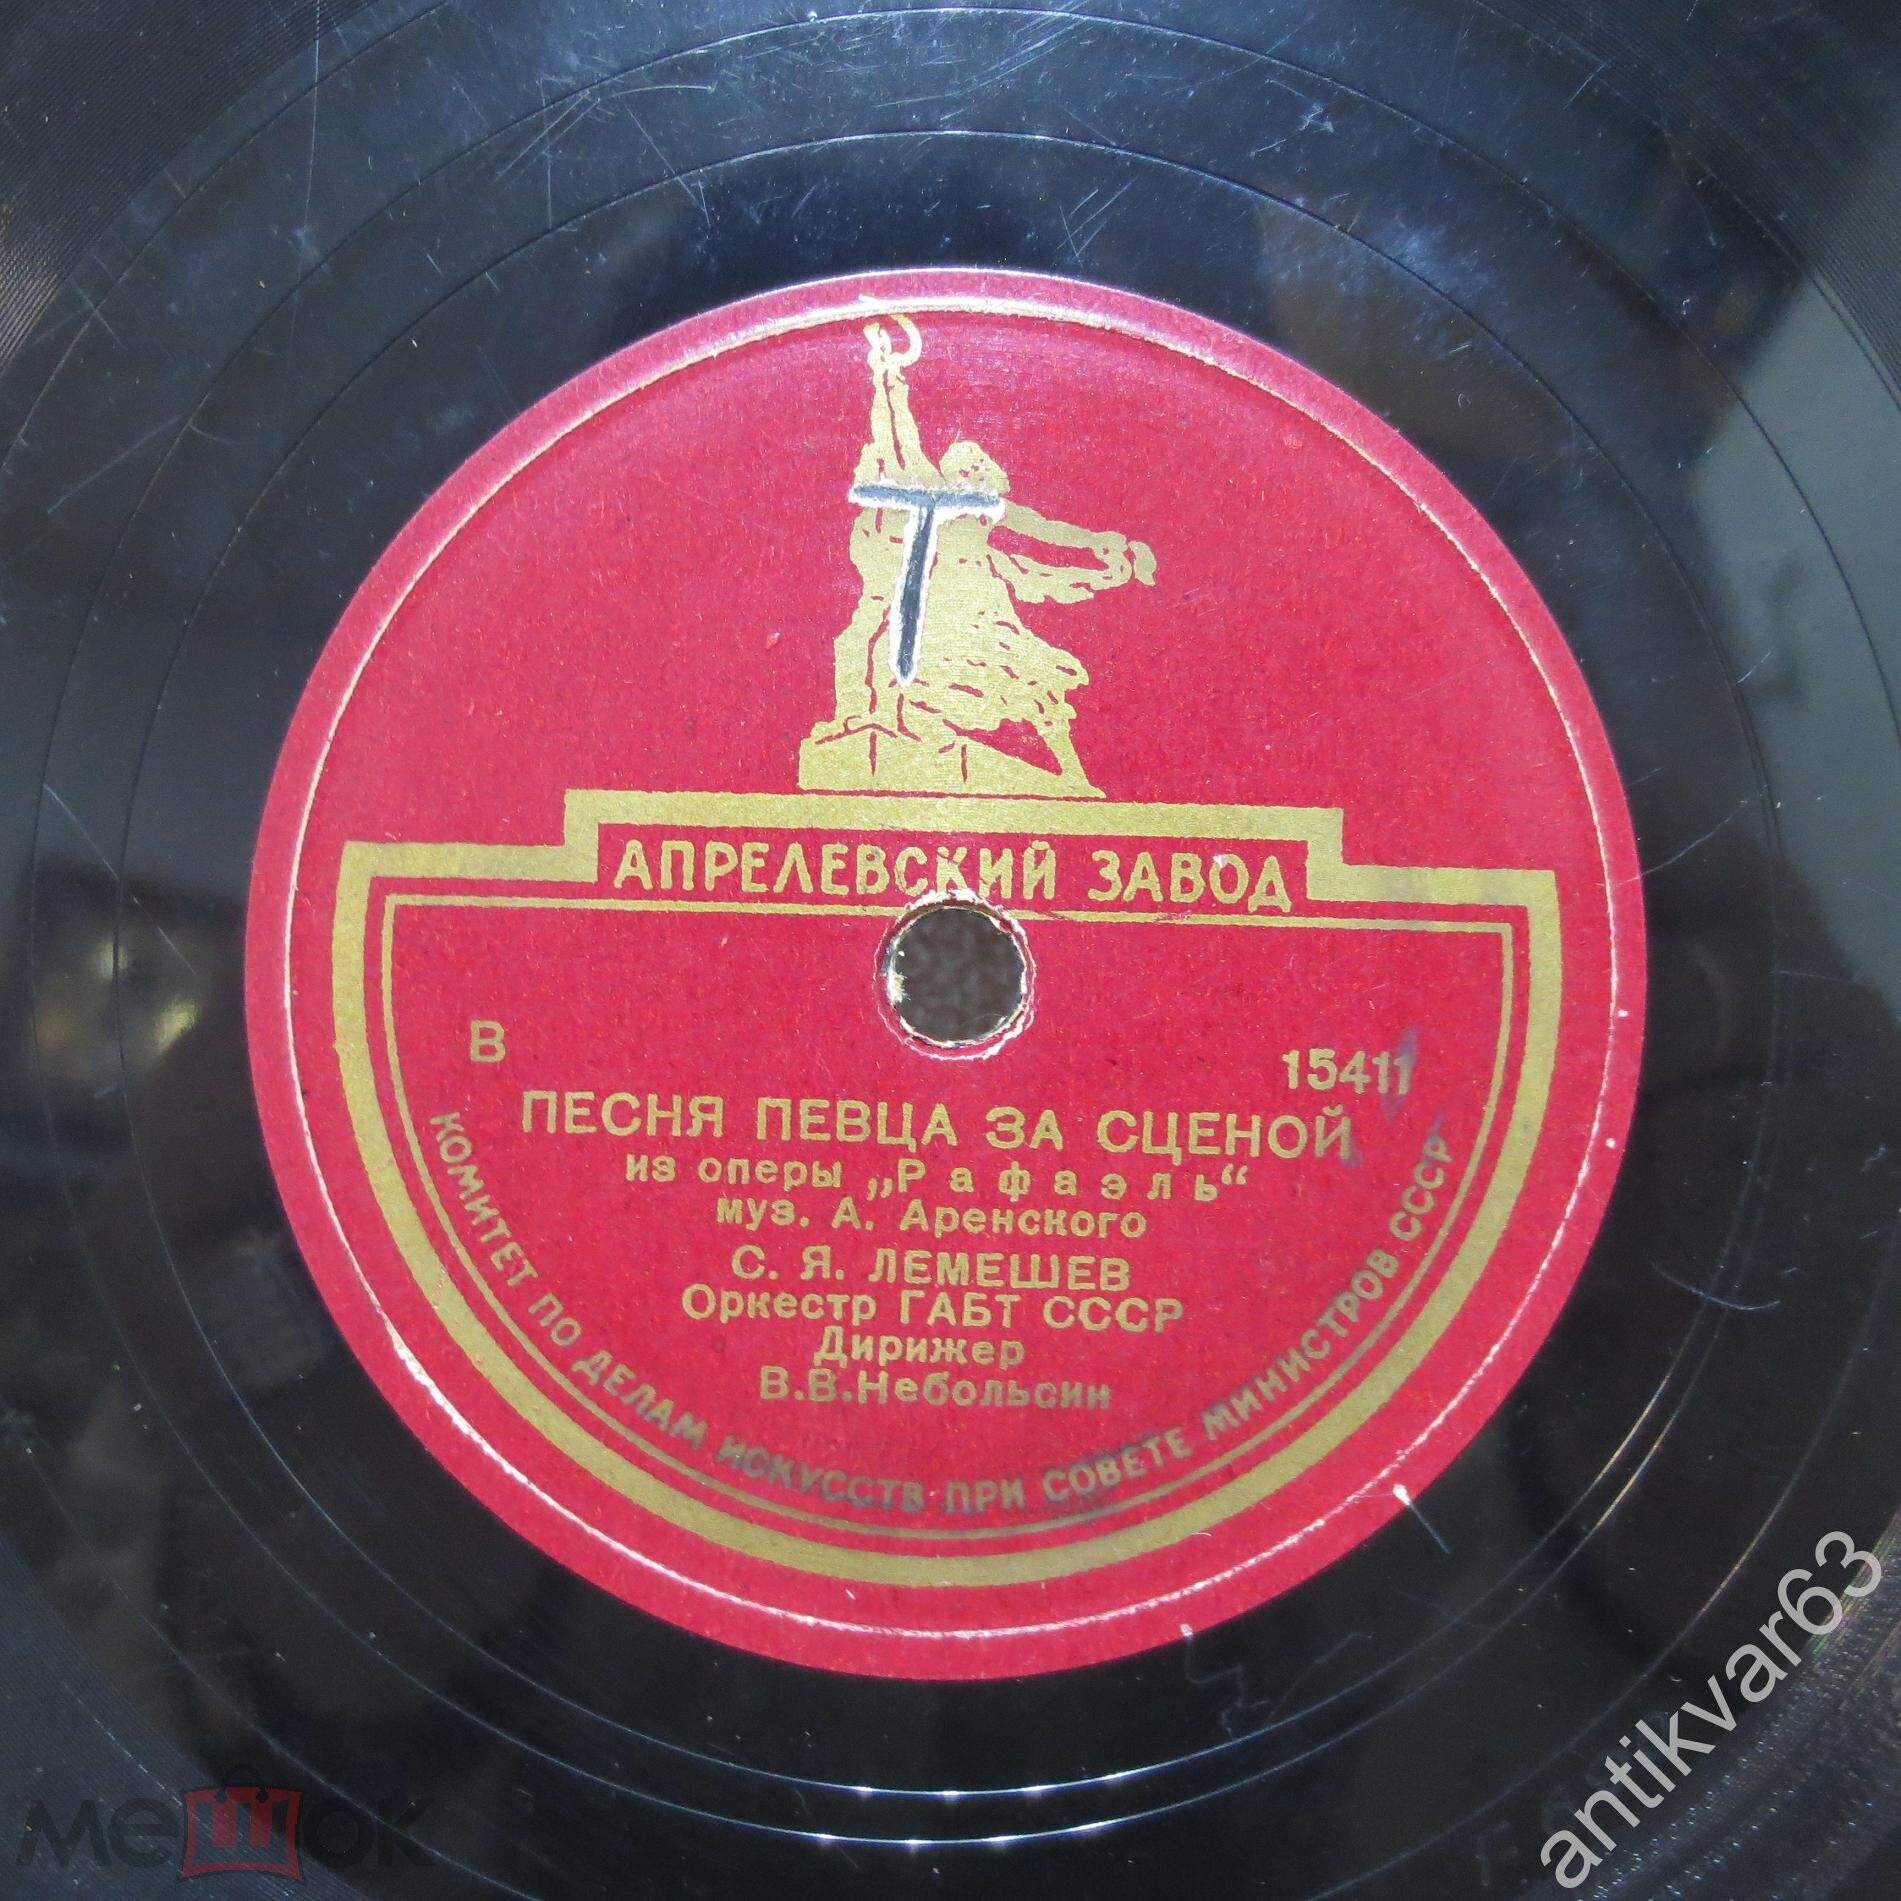 АПРЕЛЕВСКИЙ ЗАВОД
В 15411
ПЕСНЯ ПЕВЦА ЗА СЦЕНОЙ
из оперы „Рафаэль“
муз. А. Аренского
С. Я. ЛЕМЕШЕВ
Оркестр ГАБТ СССР
Дирижер
В.В.Небольсин
КОМИТЕТ ПО ДЕЛАМ ИСКУССТВ ПРИ СОВЕТЕ МИНИСТРОВ СССР
мешок
antikvar63